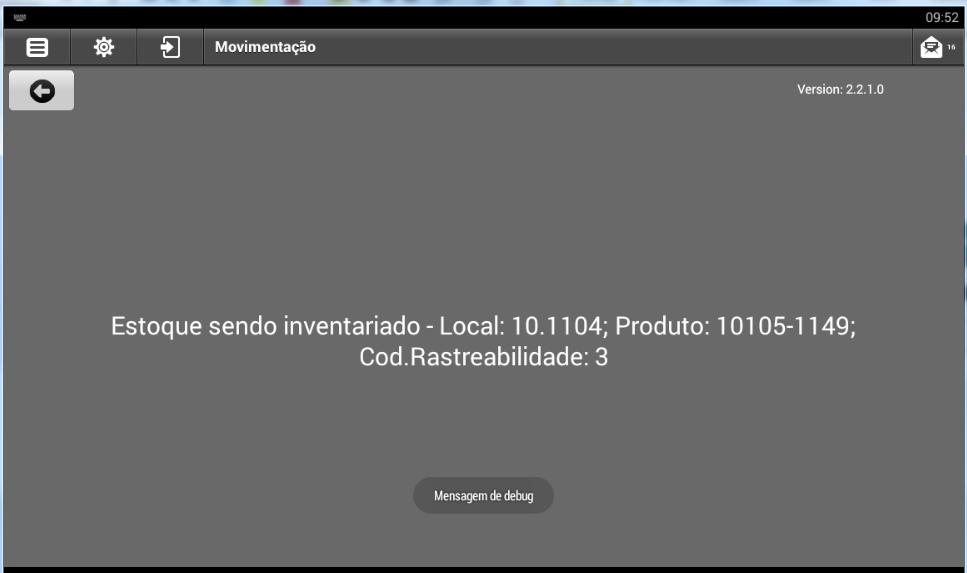 09:52
Movimentação
16
Version: 2.2.1.0
Estoque sendo inventariado - Local: 10.1104; Produto: 10105-1149;
Cod.Rastreabilidade: 3
Mensagem de debug